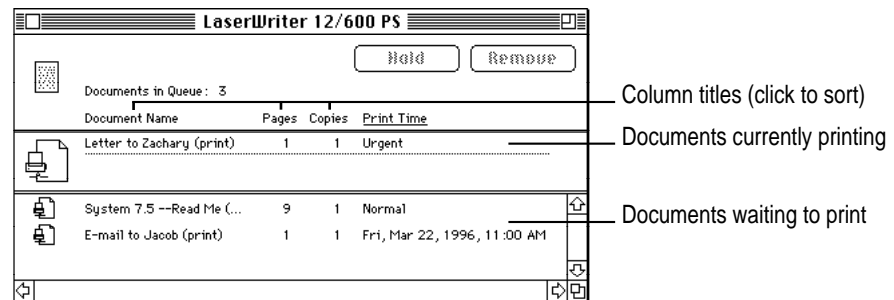 LaserWriter 12/600 PS
Hold Remove
Documents in Queue: 3
Column titles (click to sort)
Document Name Pages Copies Print Time
Letter to Zachary (print) 1 1 Urgent
Documents currently printing
System 7.5 --Read Me (... 9 1 Normal
Documents waiting to print
E-mail to Jacob (print) 1 1 Fri, Mar 22, 1996, 11:00 AM